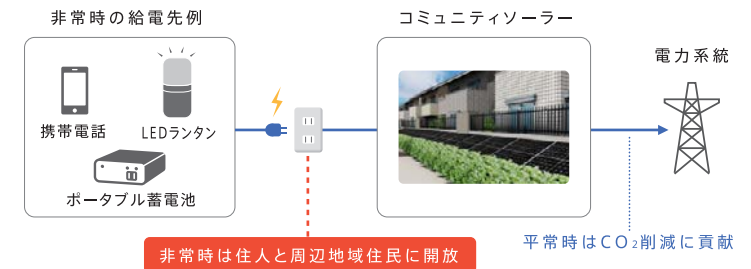 非常時の給電先例
コミュニティソーラー
電力系統
携帯電話
LEDランタン
ポータブル蓄電池
非常時は住人と周辺地域住民に開放
平常時はCO₂削減に貢献